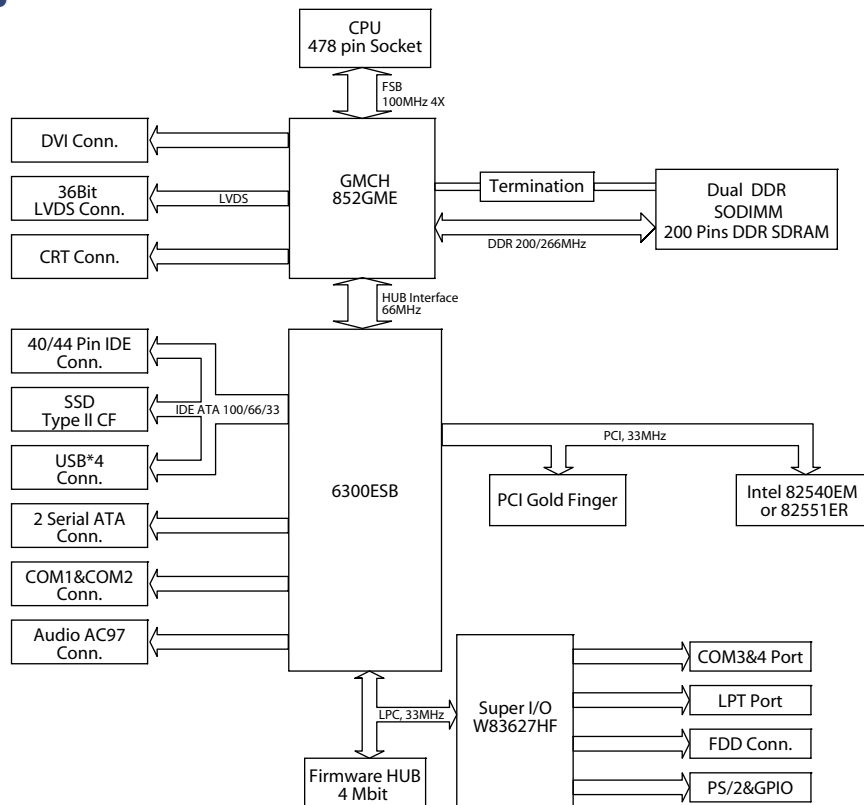 CPU
478 pin Socket
FSB
100MHz 4X
DVI Conn.
36Bit
LVDS Conn.
LVDS
CRT Conn.
GMCH
852GME
Termination
Dual DDR
SODIMM
200 Pins DDR SDRAM
DDR 200/266MHz
HUB Interface
66MHz
40/44 Pin IDE
Conn.
SSD
Type II CF
IDE ATA 100/66/33
USB*4
Conn.
2 Serial ATA
Conn.
COM1&COM2
Conn.
Audio AC97
Conn.
6300ESB
PCI, 33MHz
PCI Gold Finger
Intel 82540EM
or 82551ER
LPC, 33MHz
Firmware HUB
4 Mbit
Super I/O
W83627HF
COM3&4 Port
LPT Port
FDD Conn.
PS/2&GPIO